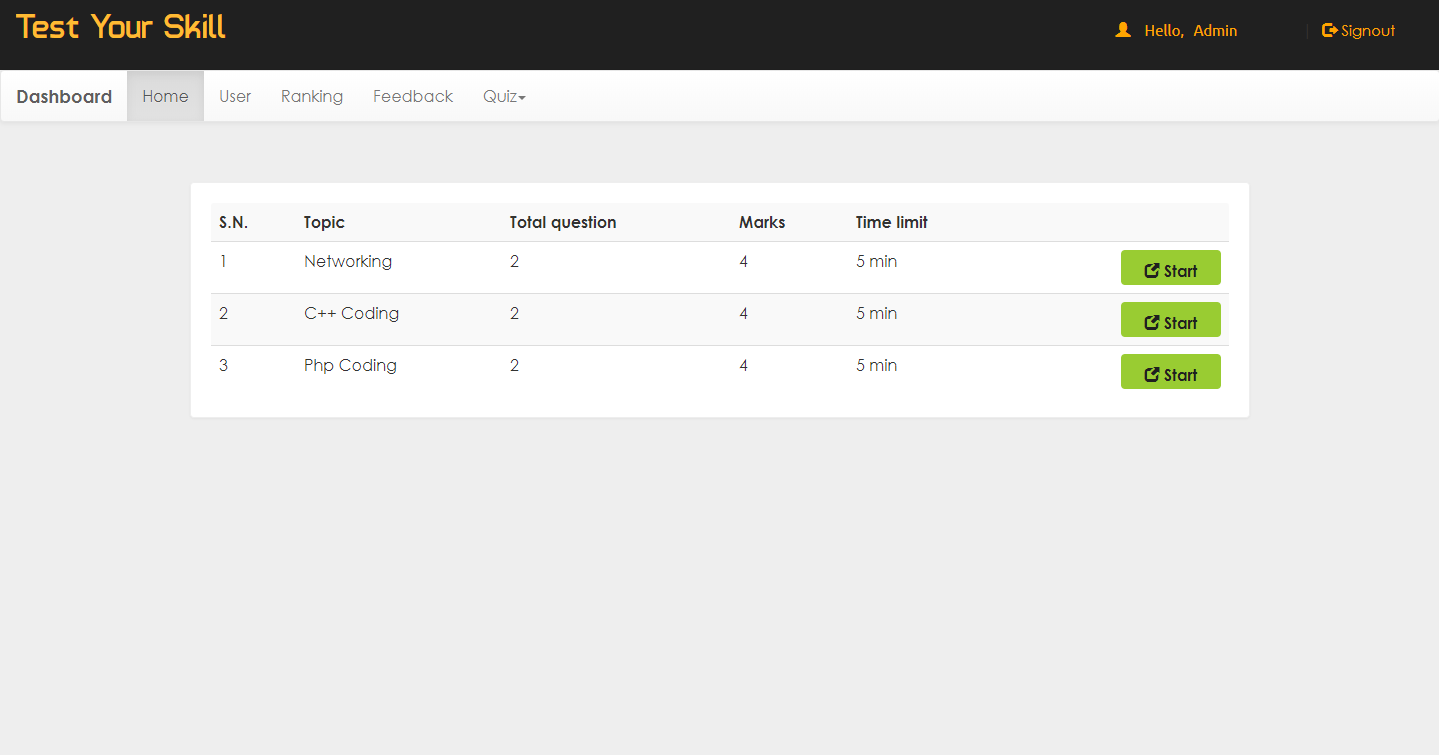 Test Your Skill
Hello, Admin | Signout
Dashboard Home User Ranking Feedback Quiz
S.N. Topic Total question Marks Time limit
1 Networking 2 4 5 min Start
2 C++ Coding 2 4 5 min Start
3 Php Coding 2 4 5 min Start